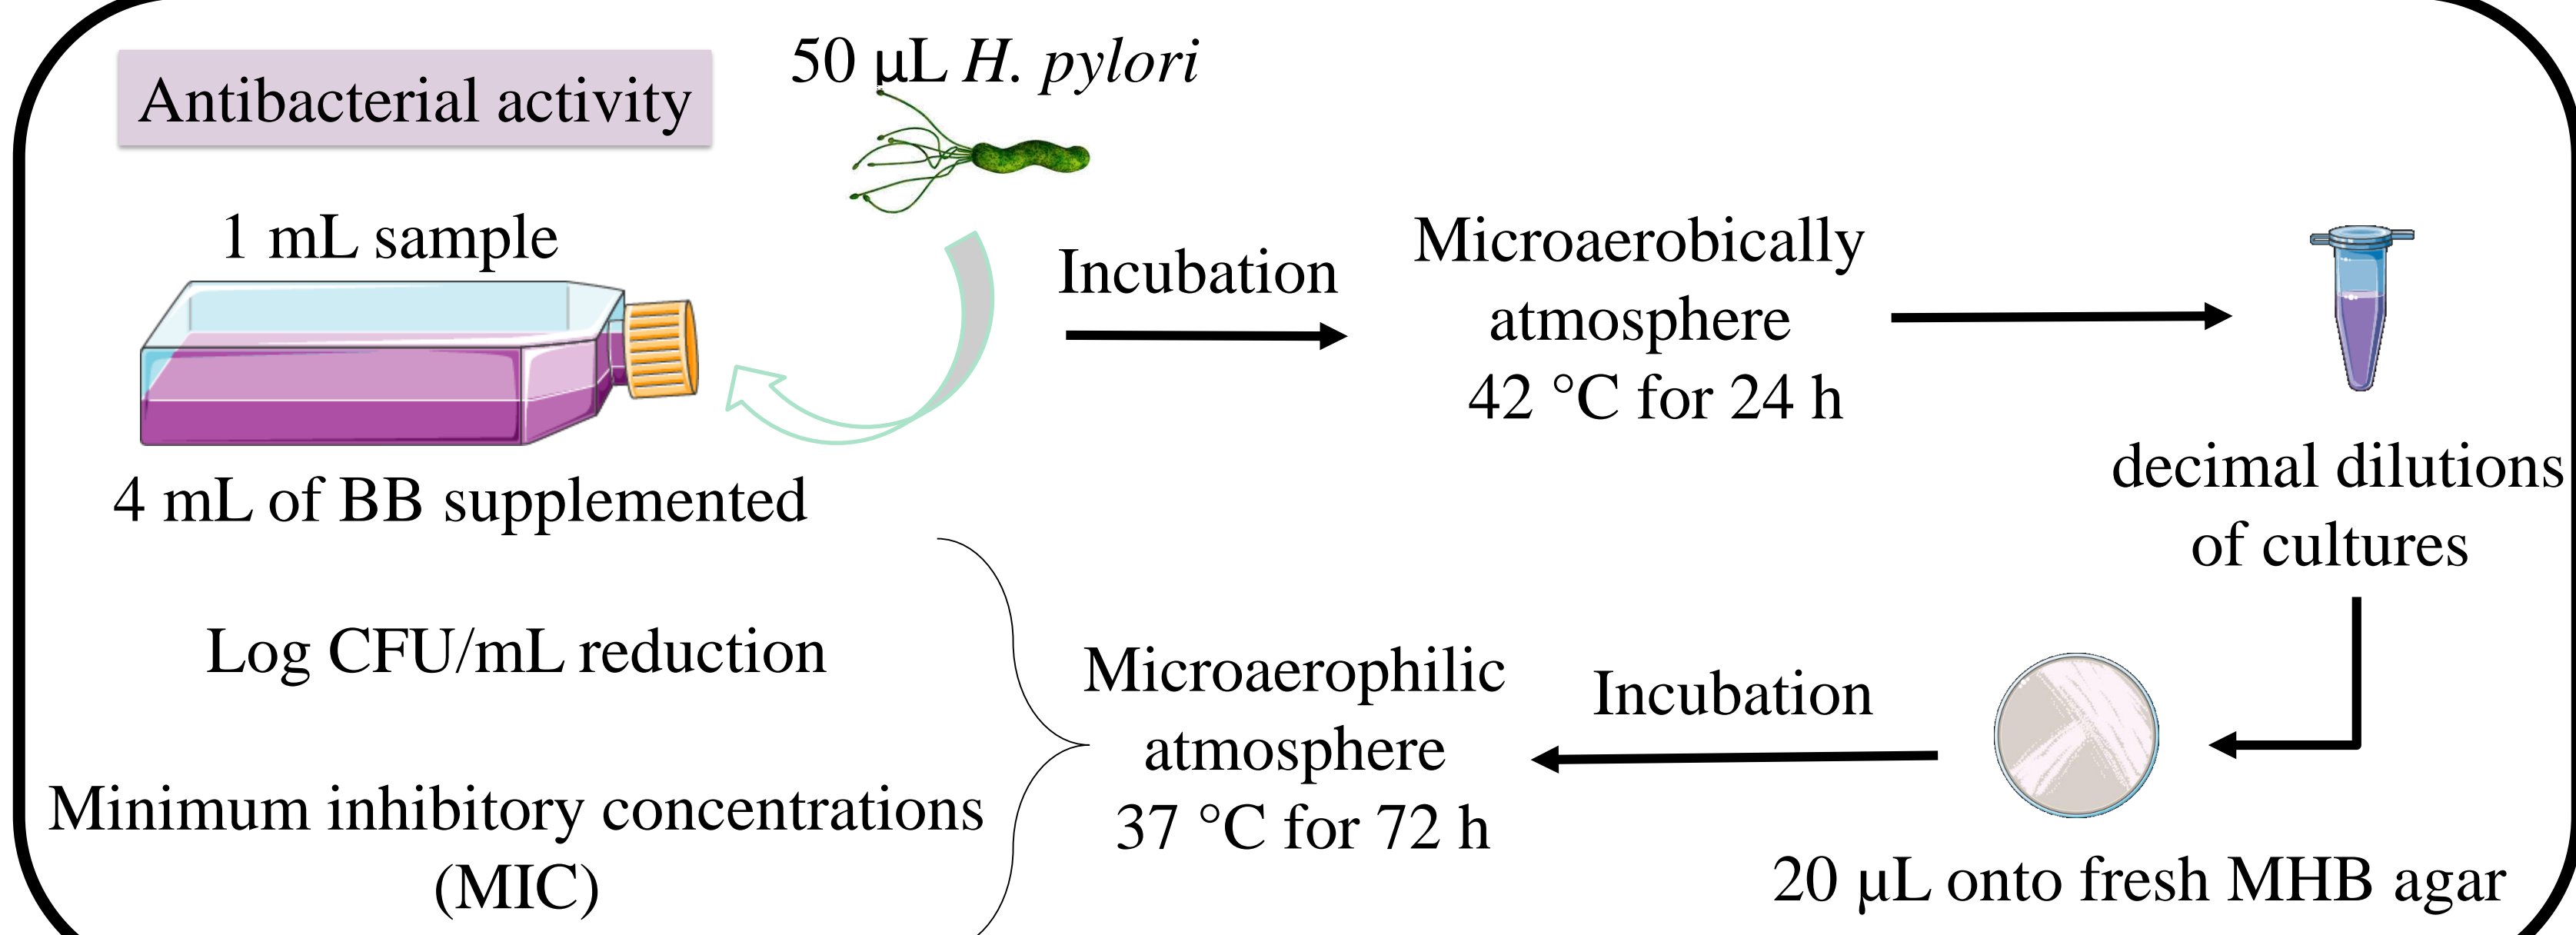 Antibacterial activity
50 µL H. pylori
1 mL sample
4 mL of BB supplemented
Incubation
Microaerobically
atmosphere
42 °C for 24 h
decimal dilutions
of cultures
20 µL onto fresh MHB agar
Incubation
Microaerophilic
atmosphere
37 °C for 72 h
Log CFU/mL reduction
Minimum inhibitory concentrations
(MIC)